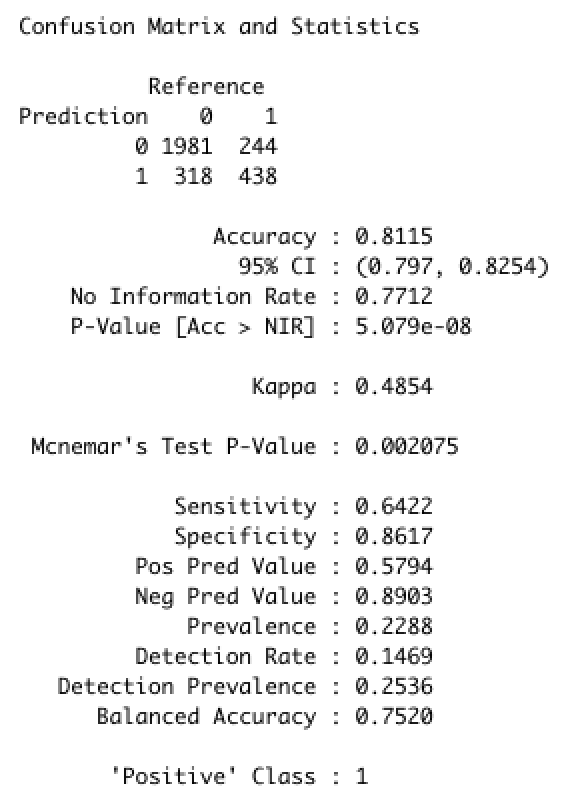 Confusion Matrix and Statistics
Reference
Prediction 0 1
0 1981 244
1 318 438
Accuracy : 0.8115
95% CI : (0.797, 0.8254)
No Information Rate : 0.7712
P-Value [Acc > NIR] : 5.079e-08
Kappa : 0.4854
Mcnemar's Test P-Value : 0.002075
Sensitivity : 0.6422
Specificity : 0.8617
Pos Pred Value : 0.5794
Neg Pred Value : 0.8903
Prevalence : 0.2288
Detection Rate : 0.1469
Detection Prevalence : 0.2536
Balanced Accuracy : 0.7520
'Positive' Class : 1